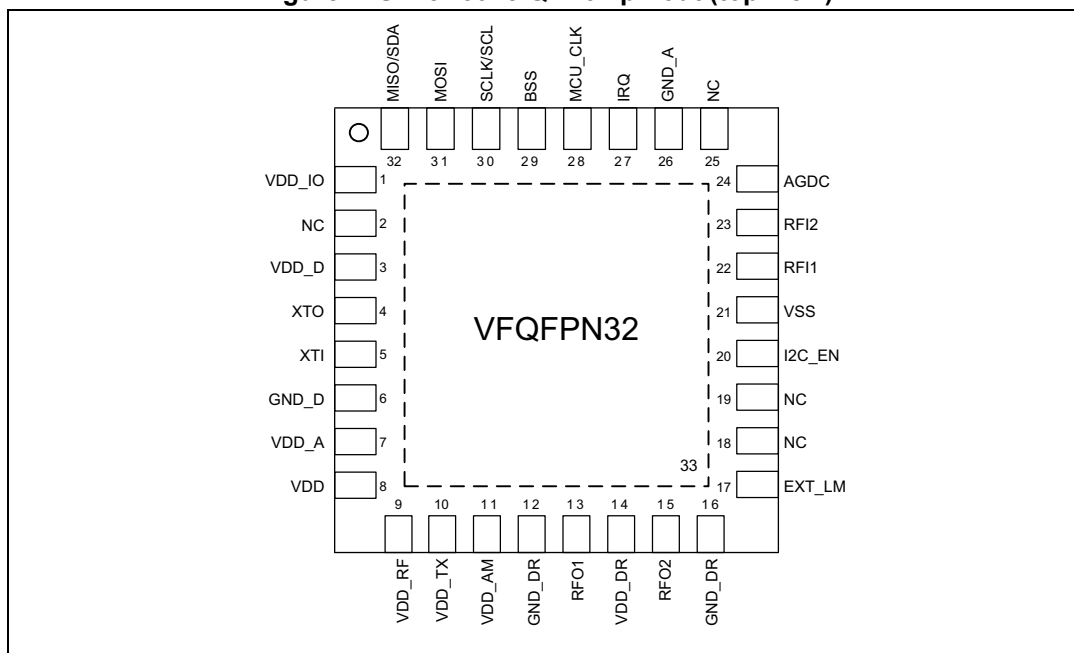 MISO/SDA
MOSI
SCLK/SCL
BSS
MCU_CLK
IRQ
GND_A
NC
32 31 30 29 28 27 26 25
VDD_IO 1
NC 2
VDD_D 3
XTO 4
XTI 5
GND_D 6
VDD_A 7
VDD 8
VFQFPN32
33
24 AGDC
23 RFI2
22 RFI1
21 VSS
20 I2C_EN
19 NC
18 NC
17 EXT_LM
9 10 11 12 13 14 15 16
VDD_RF
VDD_TX
VDD_AM
GND_DR
RFO1
VDD_DR
RFO2
GND_DR